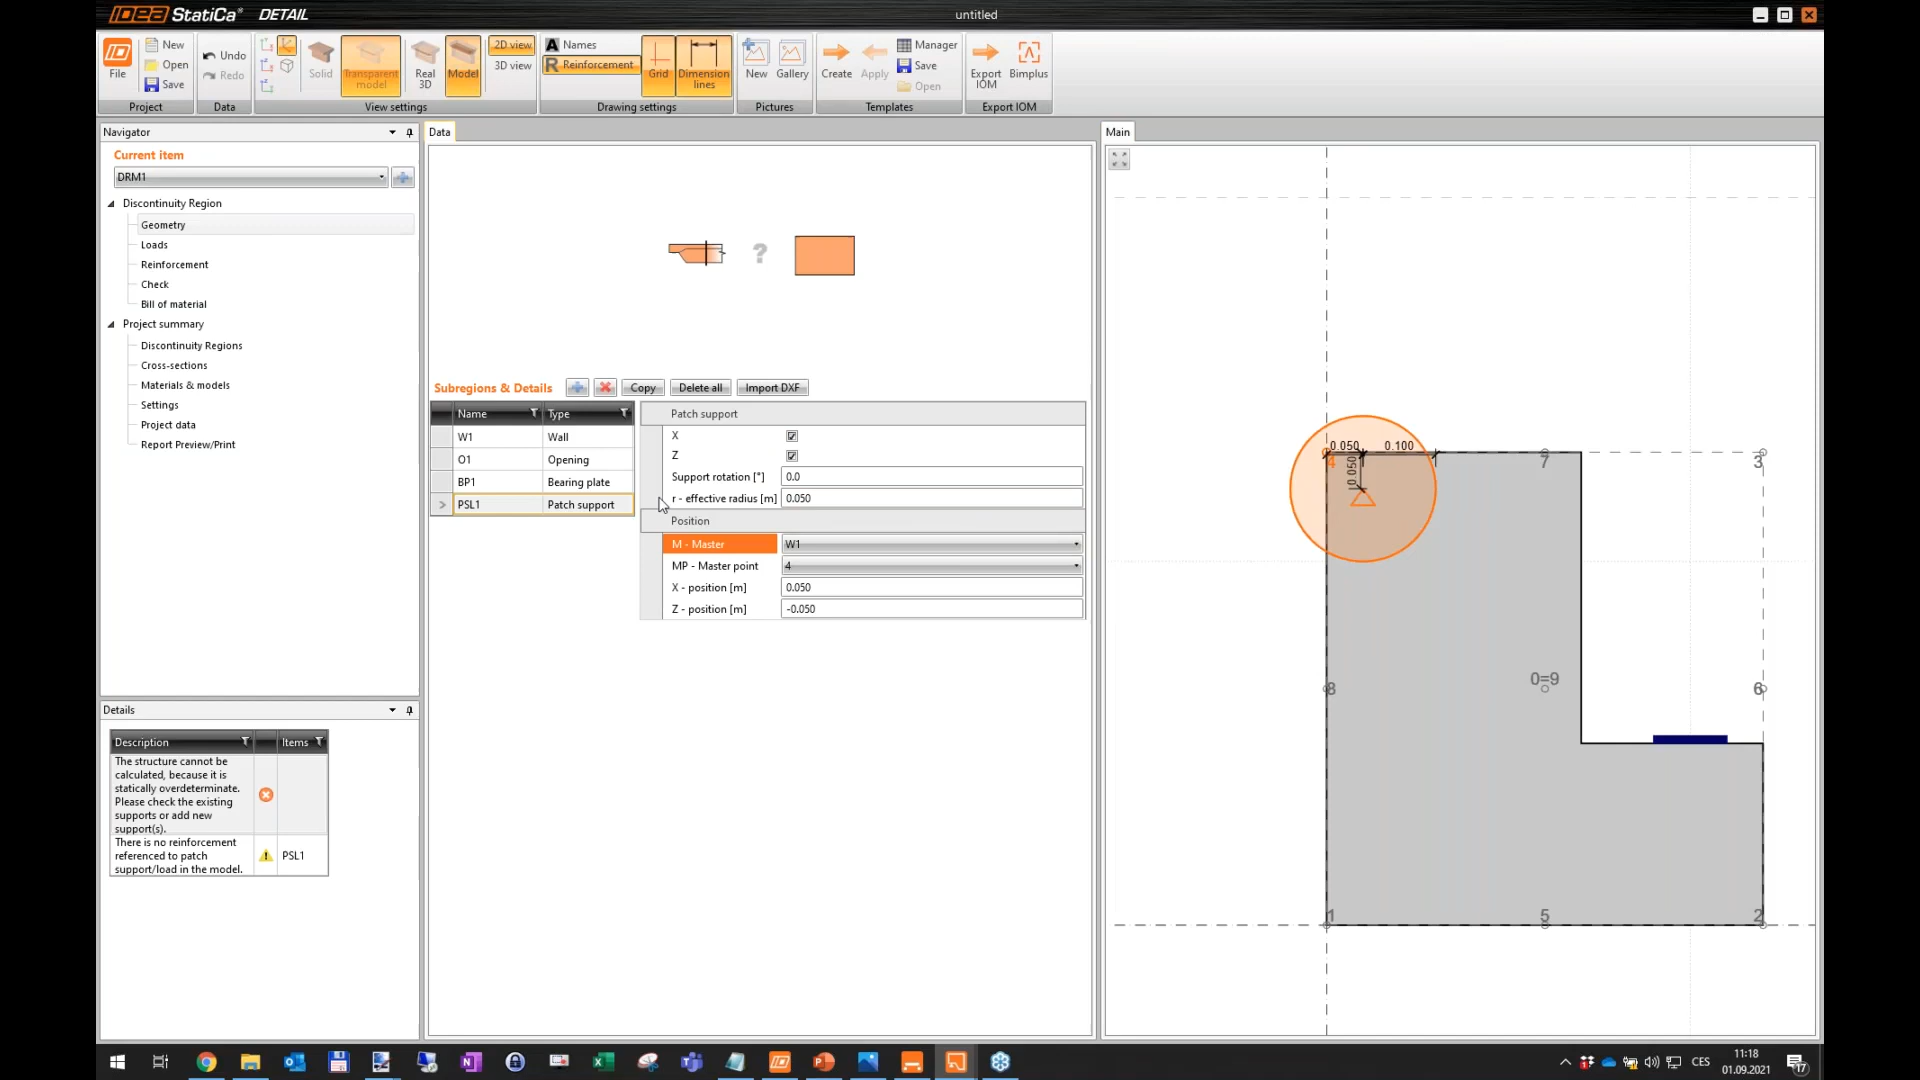 IDEA StatiCa® DETAIL
untitled
File
New
Open
Save
Project
Undo
Redo
Data
Solid
Transparent model
Real 3D
Model
2D view
3D view
View settings
A Names
R Reinforcement
Grid
Dimension lines
Drawing settings
New
Gallery
Pictures
Create
Apply
Manager
Save
Open
Templates
Export IOM
Bimplus
Export IOM
Navigator
Current item
DRM1
Discontinuity Region
Geometry
Loads
Reinforcement
Check
Bill of material
Project summary
Discontinuity Regions
Cross-sections
Materials & models
Settings
Project data
Report Preview/Print
Details
Description Items
The structure cannot be
calculated, because it is
statically overdeterminate.
Please check the existing
supports or add new
support(s).
There is no reinforcement
referenced to patch
support/load in the model.
PSL1
Data
?
Subregions & Details Copy Delete all Import DXF
Name Type
W1 Wall
O1 Opening
BP1 Bearing plate
> PSL1 Patch support
Patch support
X
Z
Support rotation [°] 0.0
r - effective radius [m] 0.050
Position
M - Master W1
MP - Master point 4
X - position [m] 0.050
Z - position [m] -0.050
Main
0.050 0.100
0.050
4
7
3
8
0=9
6
1
5
2
CES
11:18
01.09.2021
17